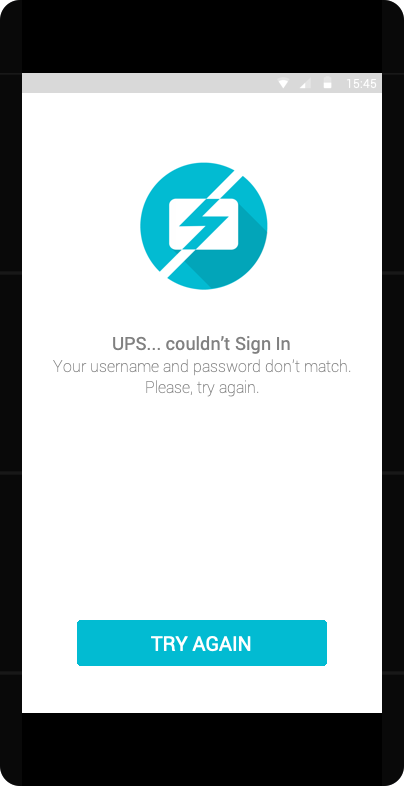 15:45
UPS... couldn't Sign In
Your username and password don't match.
Please, try again.
TRY AGAIN